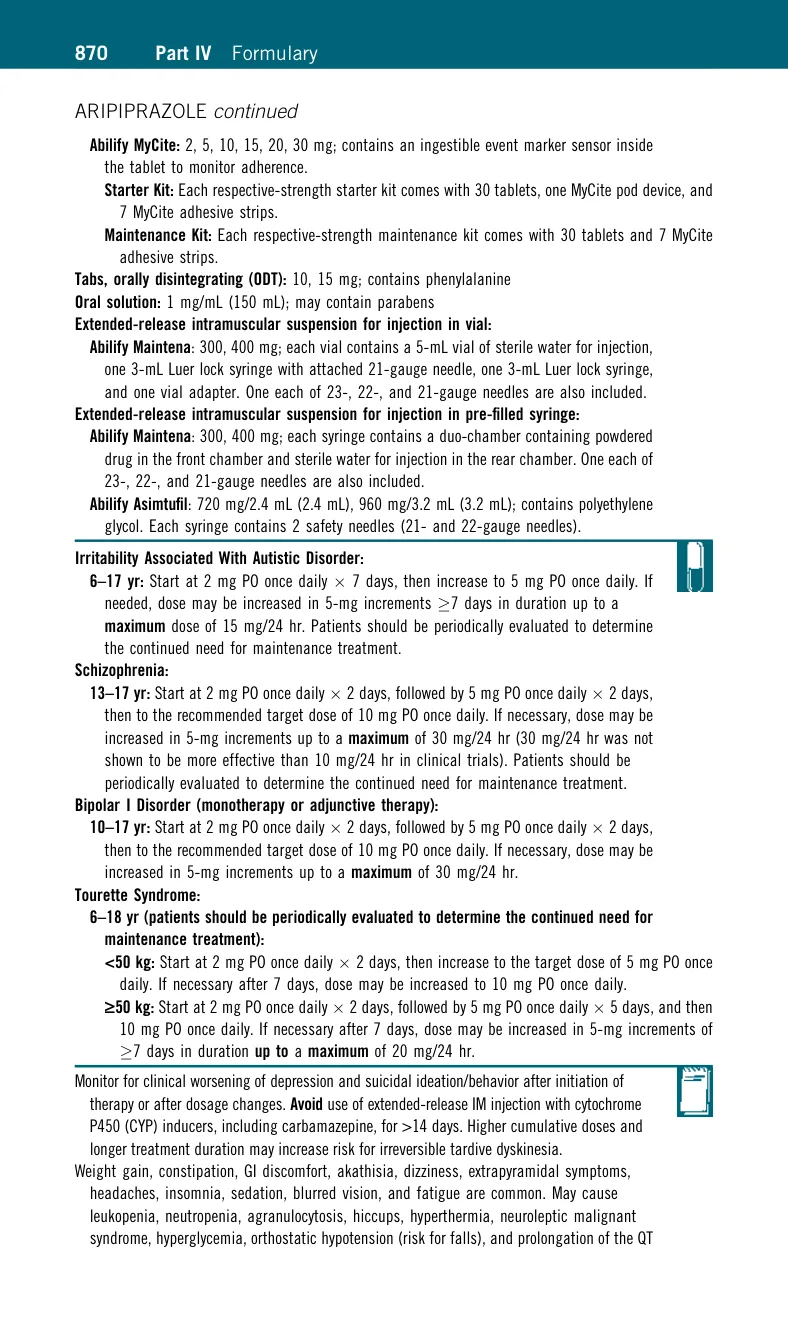 870 Part IV Formulary
ARIPIPRAZOLE continued
Abilify MyCite: 2, 5, 10, 15, 20, 30 mg; contains an ingestible event marker sensor inside
the tablet to monitor adherence.
Starter Kit: Each respective-strength starter kit comes with 30 tablets, one MyCite pod device, and
7 MyCite adhesive strips.
Maintenance Kit: Each respective-strength maintenance kit comes with 30 tablets and 7 MyCite
adhesive strips.
Tabs, orally disintegrating (ODT): 10, 15 mg; contains phenylalanine
Oral solution: 1 mg/mL (150 mL); may contain parabens
Extended-release intramuscular suspension for injection in vial:
Abilify Maintena: 300, 400 mg; each vial contains a 5-mL vial of sterile water for injection,
one 3-mL Luer lock syringe with attached 21-gauge needle, one 3-mL Luer lock syringe,
and one vial adapter. One each of 23-, 22-, and 21-gauge needles are also included.
Extended-release intramuscular suspension for injection in pre-filled syringe:
Abilify Maintena: 300, 400 mg; each syringe contains a duo-chamber containing powdered
drug in the front chamber and sterile water for injection in the rear chamber. One each of
23-, 22-, and 21-gauge needles are also included.
Abilify Asimtufil: 720 mg/2.4 mL (2.4 mL), 960 mg/3.2 mL (3.2 mL); contains polyethylene
glycol. Each syringe contains 2 safety needles (21- and 22-gauge needles).
Irritability Associated With Autistic Disorder:
6–17 yr: Start at 2 mg PO once daily × 7 days, then increase to 5 mg PO once daily. If
needed, dose may be increased in 5-mg increments ≥7 days in duration up to a
maximum dose of 15 mg/24 hr. Patients should be periodically evaluated to determine
the continued need for maintenance treatment.
Schizophrenia:
13–17 yr: Start at 2 mg PO once daily × 2 days, followed by 5 mg PO once daily × 2 days,
then to the recommended target dose of 10 mg PO once daily. If necessary, dose may be
increased in 5-mg increments up to a maximum of 30 mg/24 hr (30 mg/24 hr was not
shown to be more effective than 10 mg/24 hr in clinical trials). Patients should be
periodically evaluated to determine the continued need for maintenance treatment.
Bipolar I Disorder (monotherapy or adjunctive therapy):
10–17 yr: Start at 2 mg PO once daily × 2 days, followed by 5 mg PO once daily × 2 days,
then to the recommended target dose of 10 mg PO once daily. If necessary, dose may be
increased in 5-mg increments up to a maximum of 30 mg/24 hr.
Tourette Syndrome:
6–18 yr (patients should be periodically evaluated to determine the continued need for
maintenance treatment):
<50 kg: Start at 2 mg PO once daily × 2 days, then increase to the target dose of 5 mg PO once
daily. If necessary after 7 days, dose may be increased to 10 mg PO once daily.
≥50 kg: Start at 2 mg PO once daily × 2 days, followed by 5 mg PO once daily × 5 days, and then
10 mg PO once daily. If necessary after 7 days, dose may be increased in 5-mg increments of
≥7 days in duration up to a maximum of 20 mg/24 hr.
Monitor for clinical worsening of depression and suicidal ideation/behavior after initiation of
therapy or after dosage changes. Avoid use of extended-release IM injection with cytochrome
P450 (CYP) inducers, including carbamazepine, for >14 days. Higher cumulative doses and
longer treatment duration may increase risk for irreversible tardive dyskinesia.
Weight gain, constipation, GI discomfort, akathisia, dizziness, extrapyramidal symptoms,
headaches, insomnia, sedation, blurred vision, and fatigue are common. May cause
leukopenia, neutropenia, agranulocytosis, hiccups, hyperthermia, neuroleptic malignant
syndrome, hyperglycemia, orthostatic hypotension (risk for falls), and prolongation of the QT